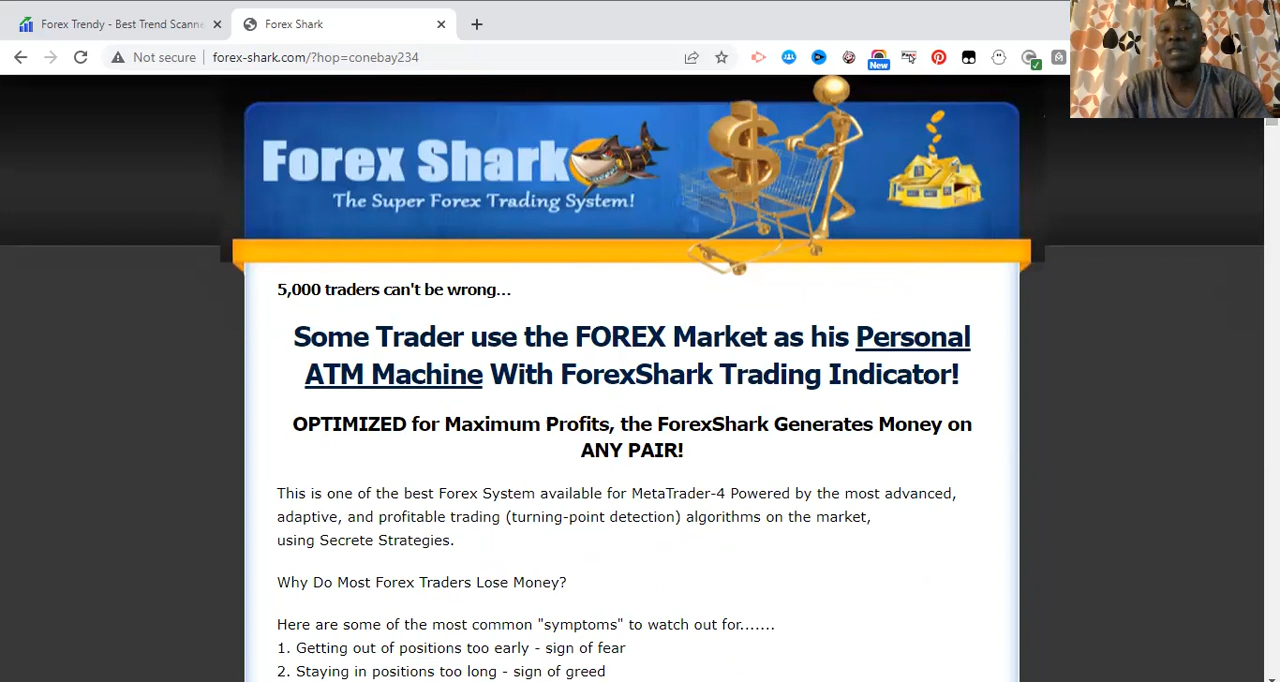 Forex Trendy - Best Trend Scanne
Forex Shark
Not secure
forex-shark.com/?hop=conebay234
New
Forex Shark
The Super Forex Trading System!
$
5,000 traders can't be wrong...
Some Trader use the FOREX Market as his Personal
ATM Machine With ForexShark Trading Indicator!
OPTIMIZED for Maximum Profits, the ForexShark Generates Money on
ANY PAIR!
This is one of the best Forex System available for MetaTrader-4 Powered by the most advanced,
adaptive, and profitable trading (turning-point detection) algorithms on the market,
using Secrete Strategies.
Why Do Most Forex Traders Lose Money?
Here are some of the most common "symptoms" to watch out for.......
1. Getting out of positions too early - sign of fear
2. Staying in positions too long - sign of greed